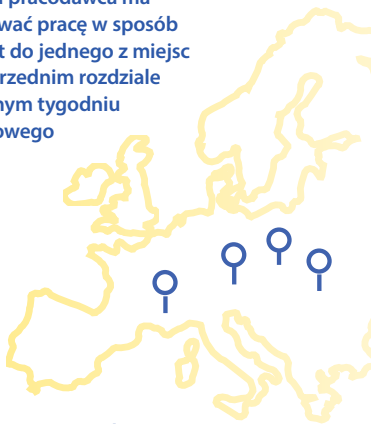 pracodawca ma
wać pracę w sposób
t do jednego z miejsc
rzednim rozdziale
nym tygodniu
owego